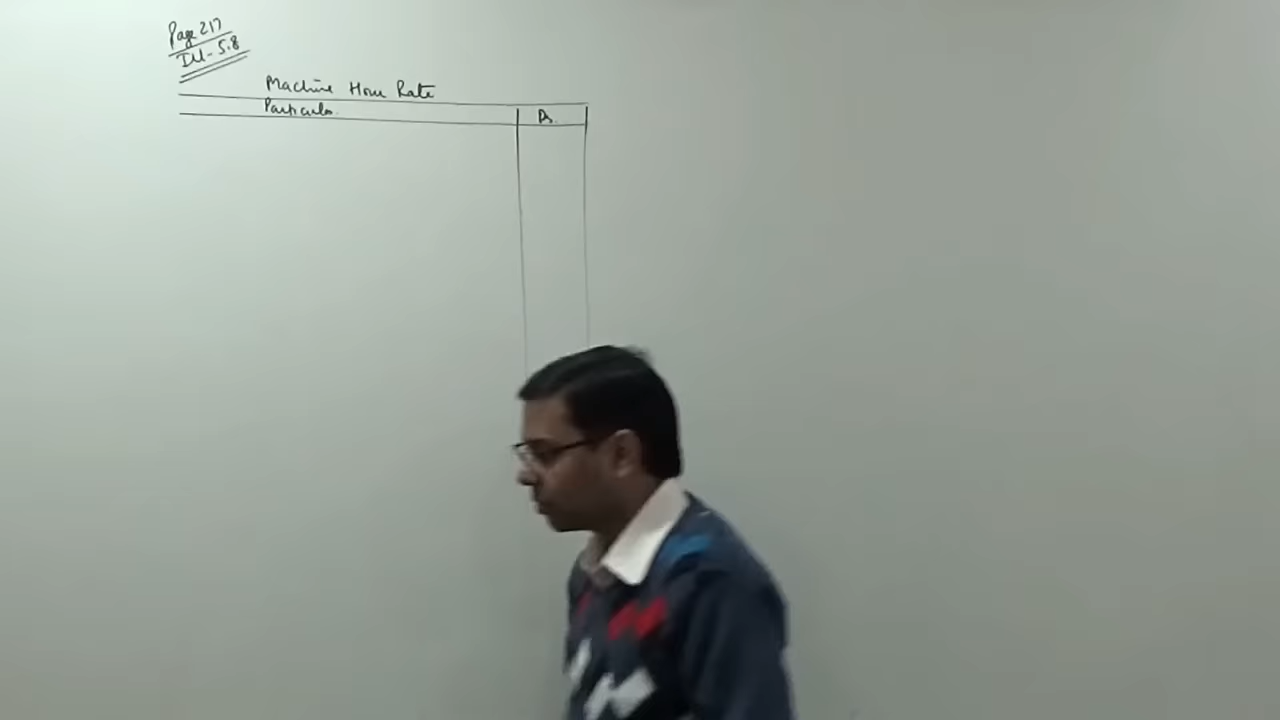 Page 217
Ill-5.8
Machine Hour Rate
Particulars
Rs.